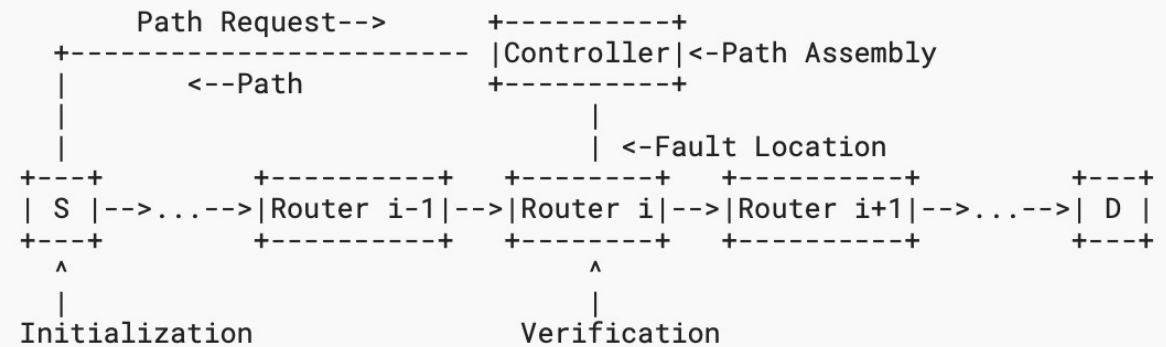 Path Request-->      +----------+
  +------------------------ |Controller|<-Path Assembly
  |       <--Path           +----------+
  |                               |
  |                               | <-Fault Location
+---+         +----------+   +--------+   +----------+         +---+
| S |-->...-->|Router i-1|-->|Router i|-->|Router i+1|-->...-->| D |
+---+         +----------+   +--------+   +----------+         +---+
  ^                               ^
  |                               |
Initialization               Verification